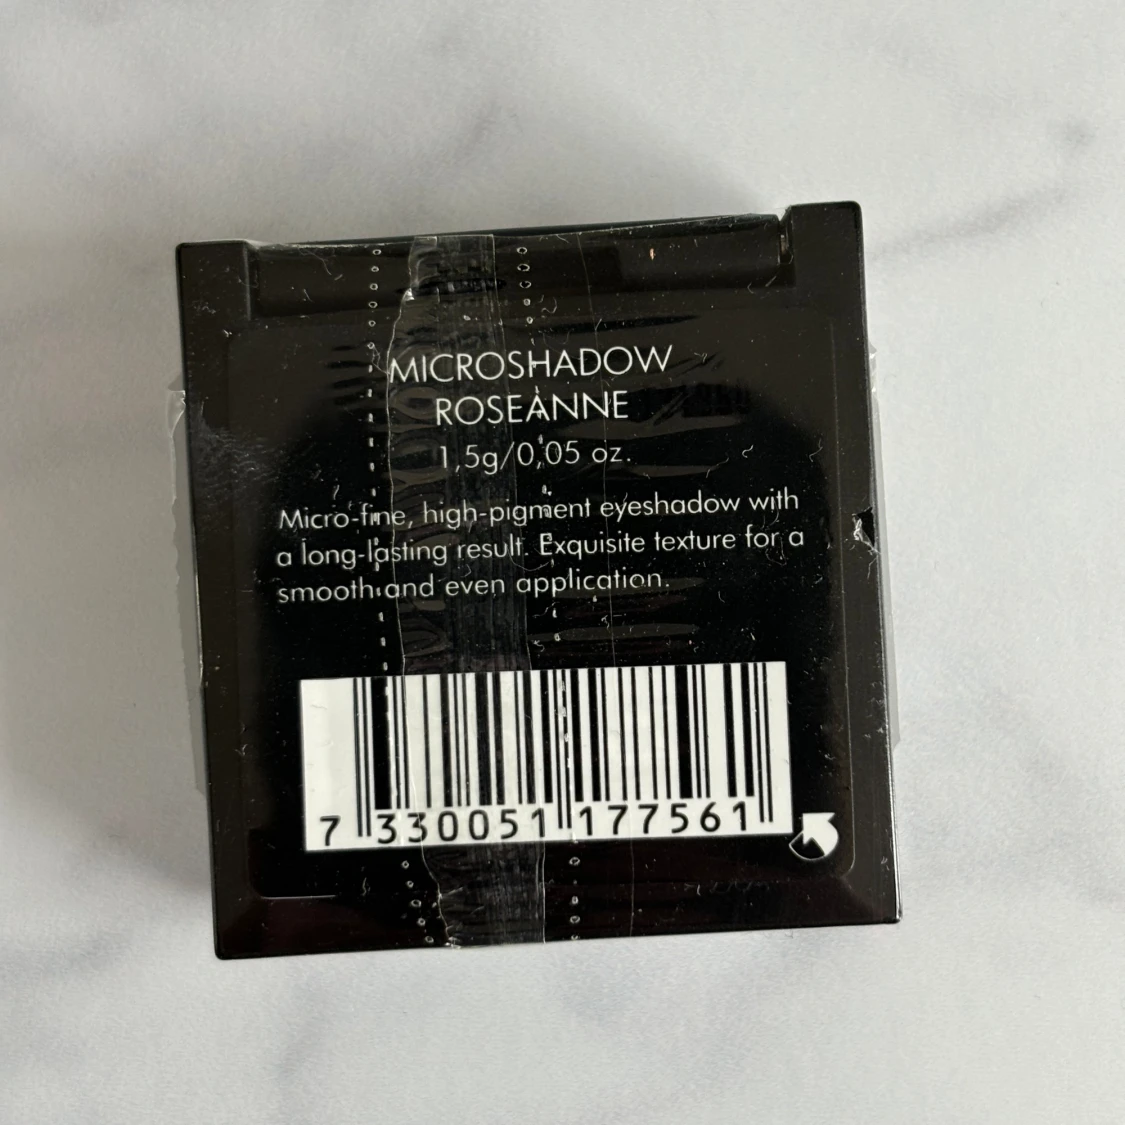 MICROSHADOW
ROSEANNE
1,5g/0,05 oz.
Micro-fine, high-pigment eyeshadow with
a long-lasting result. Exquisite texture for a
smooth and even application.
7 330051 177561